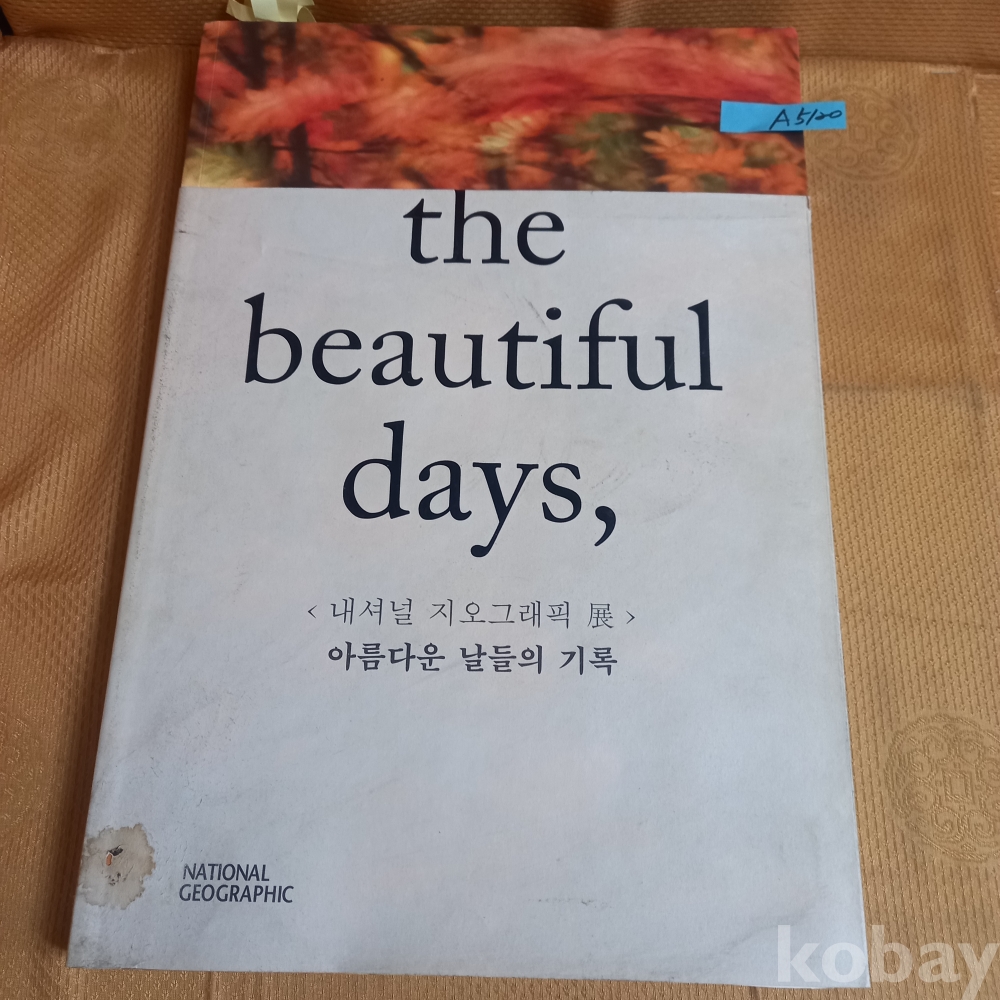 A5120
the
beautiful
days,
< 내셔널 지오그래픽 展 >
아름다운 날들의 기록
NATIONAL
GEOGRAPHIC
kobay